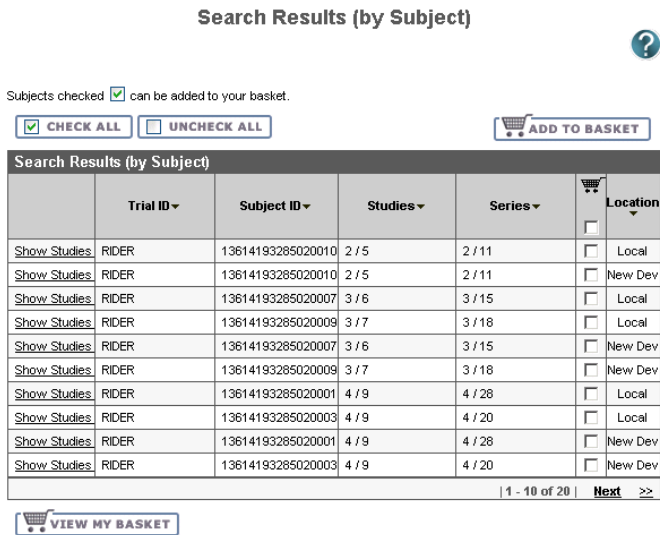 Search Results (by Subject)
?
Subjects checked can be added to your basket.
CHECK ALL UNCHECK ALL ADD TO BASKET
Search Results (by Subject)
Trial ID Subject ID Studies Series Location
Show Studies RIDER 13614193285020010 2 / 5 2 / 11 Local
Show Studies RIDER 13614193285020010 2 / 5 2 / 11 New Dev
Show Studies RIDER 13614193285020007 3 / 6 3 / 15 Local
Show Studies RIDER 13614193285020009 3 / 7 3 / 18 Local
Show Studies RIDER 13614193285020007 3 / 6 3 / 15 New Dev
Show Studies RIDER 13614193285020009 3 / 7 3 / 18 New Dev
Show Studies RIDER 13614193285020001 4 / 9 4 / 28 Local
Show Studies RIDER 13614193285020003 4 / 9 4 / 20 Local
Show Studies RIDER 13614193285020001 4 / 9 4 / 28 New Dev
Show Studies RIDER 13614193285020003 4 / 9 4 / 20 New Dev
| 1 - 10 of 20 | Next >>
VIEW MY BASKET